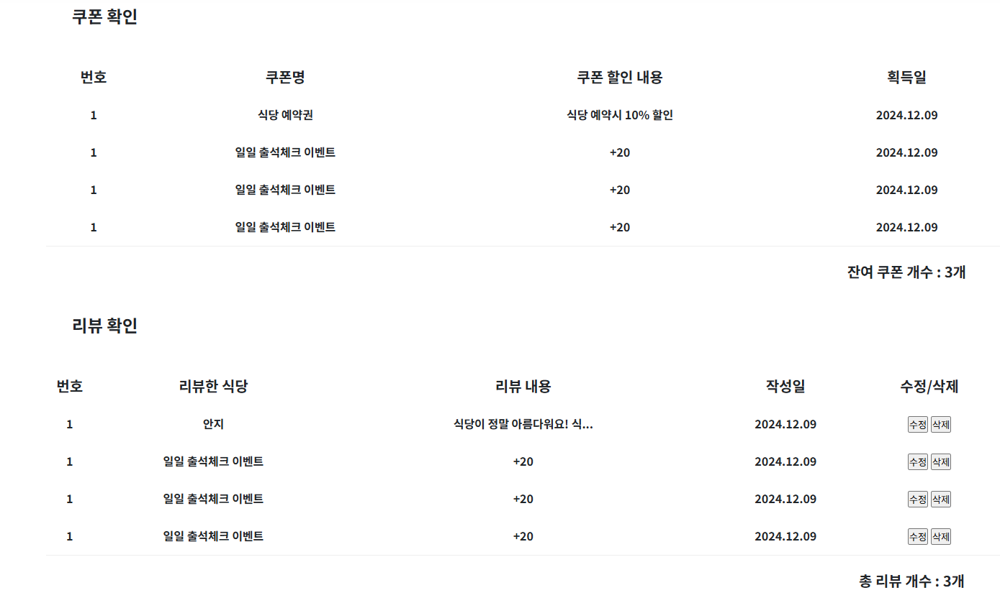 쿠폰 확인
번호 쿠폰명 쿠폰 할인 내용 획득일
1 식당 예약권 식당 예약시 10% 할인 2024.12.09
1 일일 출석체크 이벤트 +20 2024.12.09
1 일일 출석체크 이벤트 +20 2024.12.09
1 일일 출석체크 이벤트 +20 2024.12.09
잔여 쿠폰 개수 : 3개
리뷰 확인
번호 리뷰한 식당 리뷰 내용 작성일 수정/삭제
1 안지 식당이 정말 아름다워요! 식... 2024.12.09 수정 삭제
1 일일 출석체크 이벤트 +20 2024.12.09 수정 삭제
1 일일 출석체크 이벤트 +20 2024.12.09 수정 삭제
1 일일 출석체크 이벤트 +20 2024.12.09 수정 삭제
총 리뷰 개수 : 3개